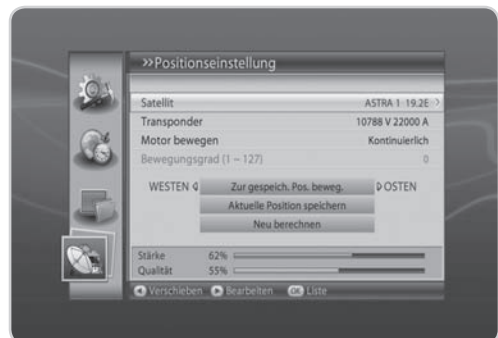 »Positionseinstellung
Satellit ASTRA 1 19.2E >
Transponder 10788 V 22000 A
Motor bewegen Kontinuierlich
Bewegungsgrad (1 ~ 127) 0
WESTEN Zur gespeich. Pos. beweg. OSTEN
Aktuelle Position speichern
Neu berechnen
Stärke 62%
Qualität 55%
Verschieben Bearbeiten OK Liste